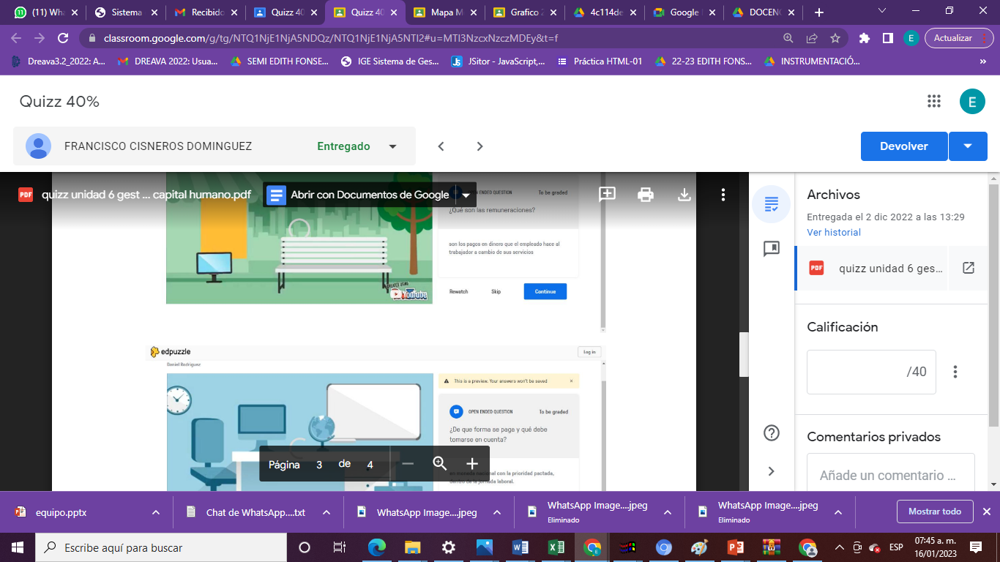 (11) Wha
Sistema
Recibido
Quizz 40
Quizz 40
Mapa M
Grafico 2
4c114de
Google
DOCENC
classroom.google.com/g/tg/NTQ1NjE1NjA5NDQz/NTQ1NjE1NjA5NTI2#u=MTI3NzcxNzczMDEy&t=f
E
Actualizar
Dreava3.2_2022: A...
DREAVA 2022: Usua...
SEMI EDITH FONSE...
IGE Sistema de Ges...
JSitor - JavaScript,...
Práctica HTML-01
22-23 EDITH FONS...
INSTRUMENTACIÓ...
»
Quizz 40%
E
FRANCISCO CISNEROS DOMINGUEZ
Entregado
Devolver
PDF
quizz unidad 6 gest ... capital humano.pdf
Abrir con Documentos de Google
OPEN ENDED QUESTION
To be graded
¿Qué son las remuneraciones?
son los pagos en dinero que el empleado hace al
trabajador a cambio de sus servicios
CREATED USING
Rewatch
Skip
Continue
edpuzzle
Log in
Daniel Rodriguez
This is a preview. Your answers won't be saved
OPEN ENDED QUESTION
To be graded
¿De que forma se paga y qué debe
tomarse en cuenta?
en moneda nacional con la prioridad pactada,
dentro de la jornada laboral.
Página 3 de 4
Archivos
Entregada el 2 dic 2022 a las 13:29
Ver historial
PDF
quizz unidad 6 ges...
Calificación
/40
Comentarios privados
Añade un comentario ...
equipo.pptx
Chat de WhatsApp....txt
WhatsApp Image....jpeg
WhatsApp Image....jpeg
Eliminado
WhatsApp Image....jpeg
Eliminado
Mostrar todo
Escribe aquí para buscar
ESP
07:45 a. m.
16/01/2023